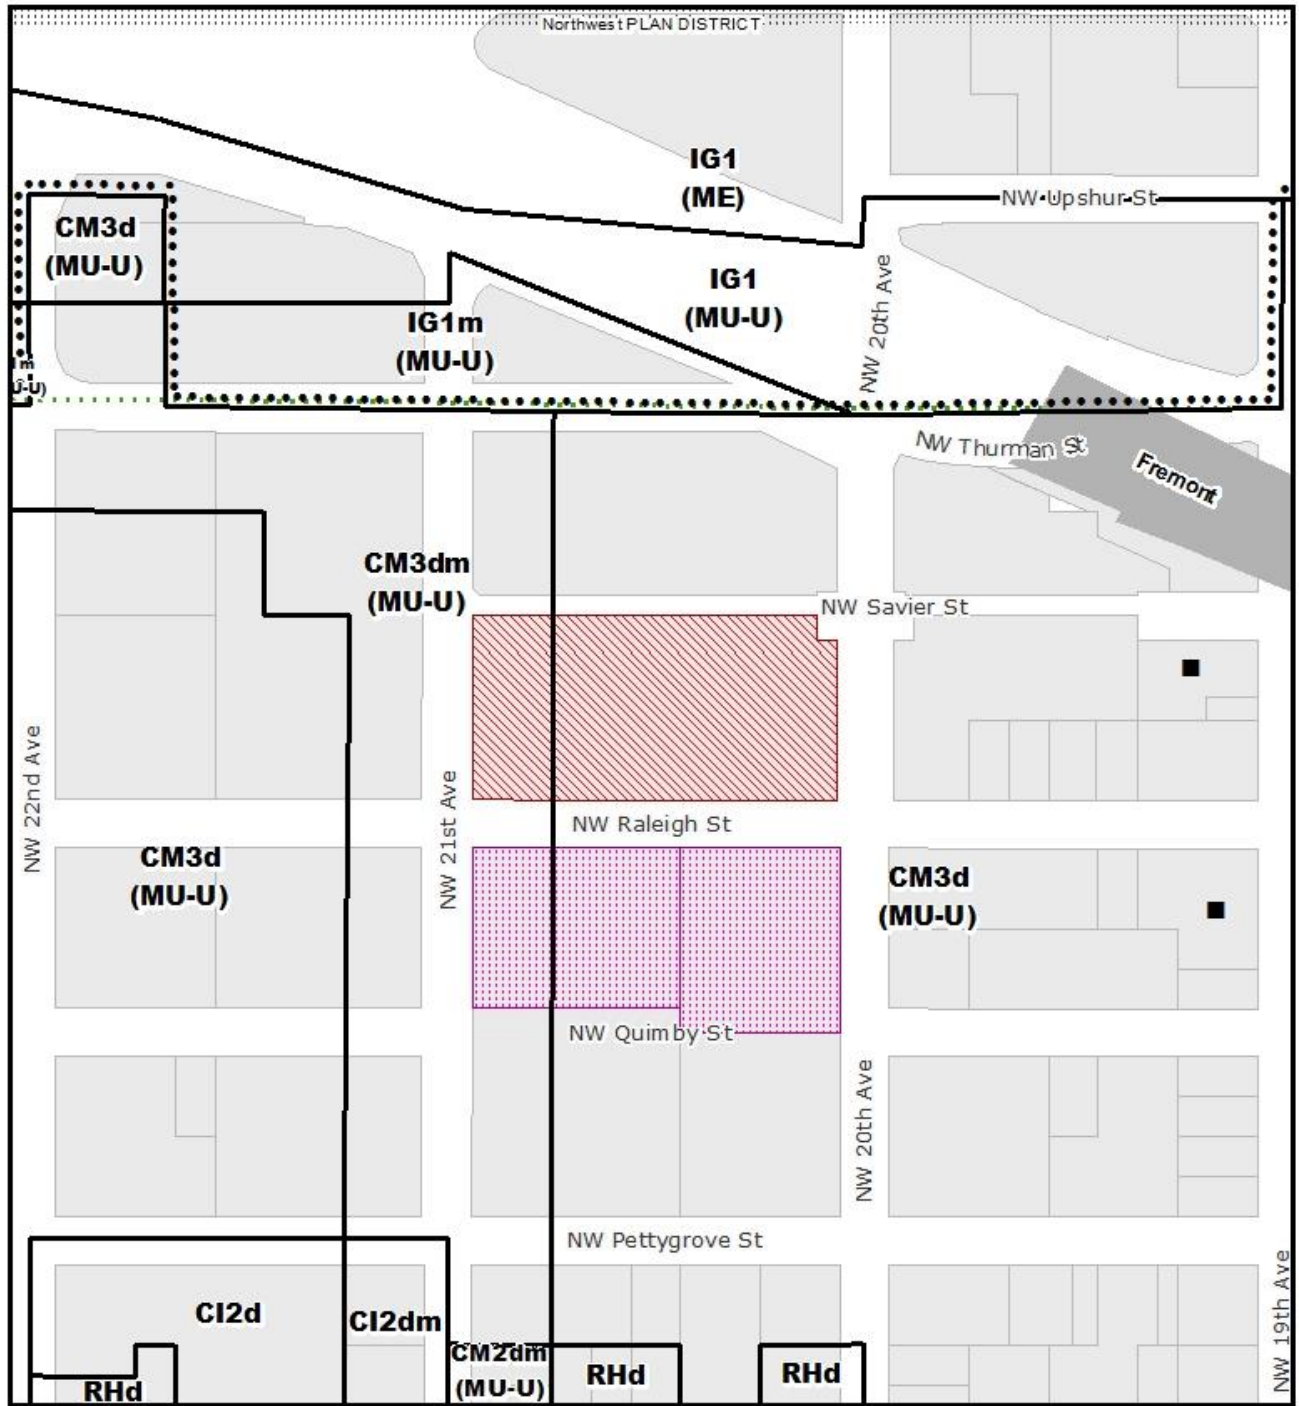 Northwest PLAN DISTRICT
IG1
(ME)
NW Upshur St
CM3d
(MU-U)
IG1
(MU-U)
NW 20th Ave
IG1m
(MU-U)
m
U-U)
NW Thurman St
Fremont
CM3dm
(MU-U)
NW Savier St
NW 22nd Ave
NW 21st Ave
NW Raleigh St
CM3d
(MU-U)
CM3d
(MU-U)
NW Quimby St
NW 20th Ave
NW Pettygrove St
NW 19th Ave
CI2d
CI2dm
CM2dm
(MU-U)
RHd
RHd
RHd